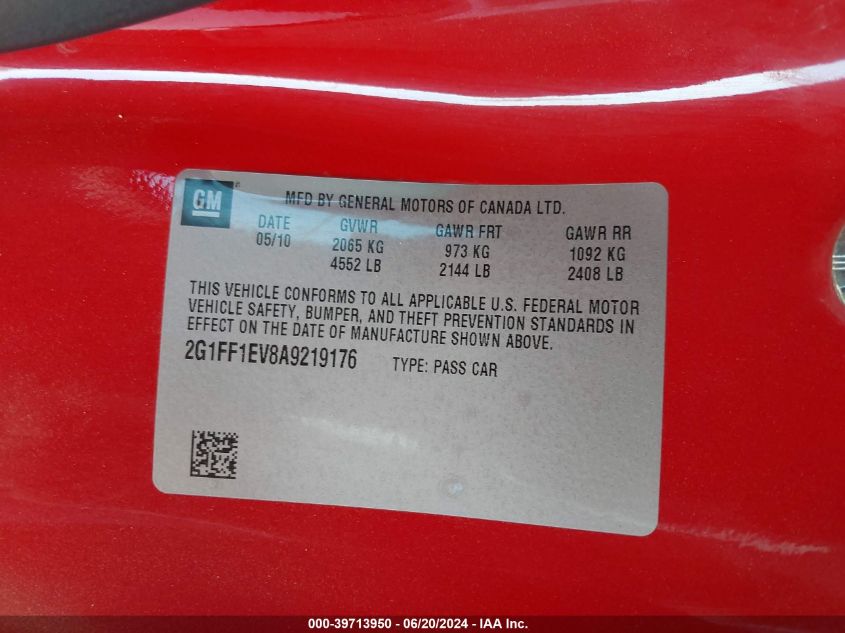 GM
MFD BY GENERAL MOTORS OF CANADA LTD.
DATE GVWR GAWR FRT GAWR RR
05/10 2065 KG 973 KG 1092 KG
4552 LB 2144 LB 2408 LB
THIS VEHICLE CONFORMS TO ALL APPLICABLE U.S. FEDERAL MOTOR
VEHICLE SAFETY, BUMPER, AND THEFT PREVENTION STANDARDS IN
EFFECT ON THE DATE OF MANUFACTURE SHOWN ABOVE.
2G1FF1EV8A9219176 TYPE: PASS CAR
000-39713950 - 06/20/2024 - IAA Inc.